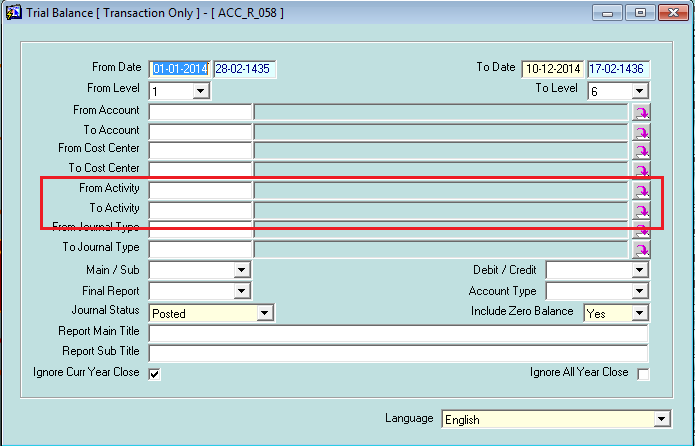 Trial Balance [ Transaction Only ] - [ ACC_R_058 ]
From Date 01-01-2014 28-02-1435 To Date 10-12-2014 17-02-1436
From Level 1 To Level 6
From Account
To Account
From Cost Center
To Cost Center
From Activity
To Activity
From Journal Type
To Journal Type
Main / Sub Debit / Credit
Final Report Account Type
Journal Status Posted Include Zero Balance Yes
Report Main Title
Report Sub Title
Ignore Curr Year Close Ignore All Year Close
Language English